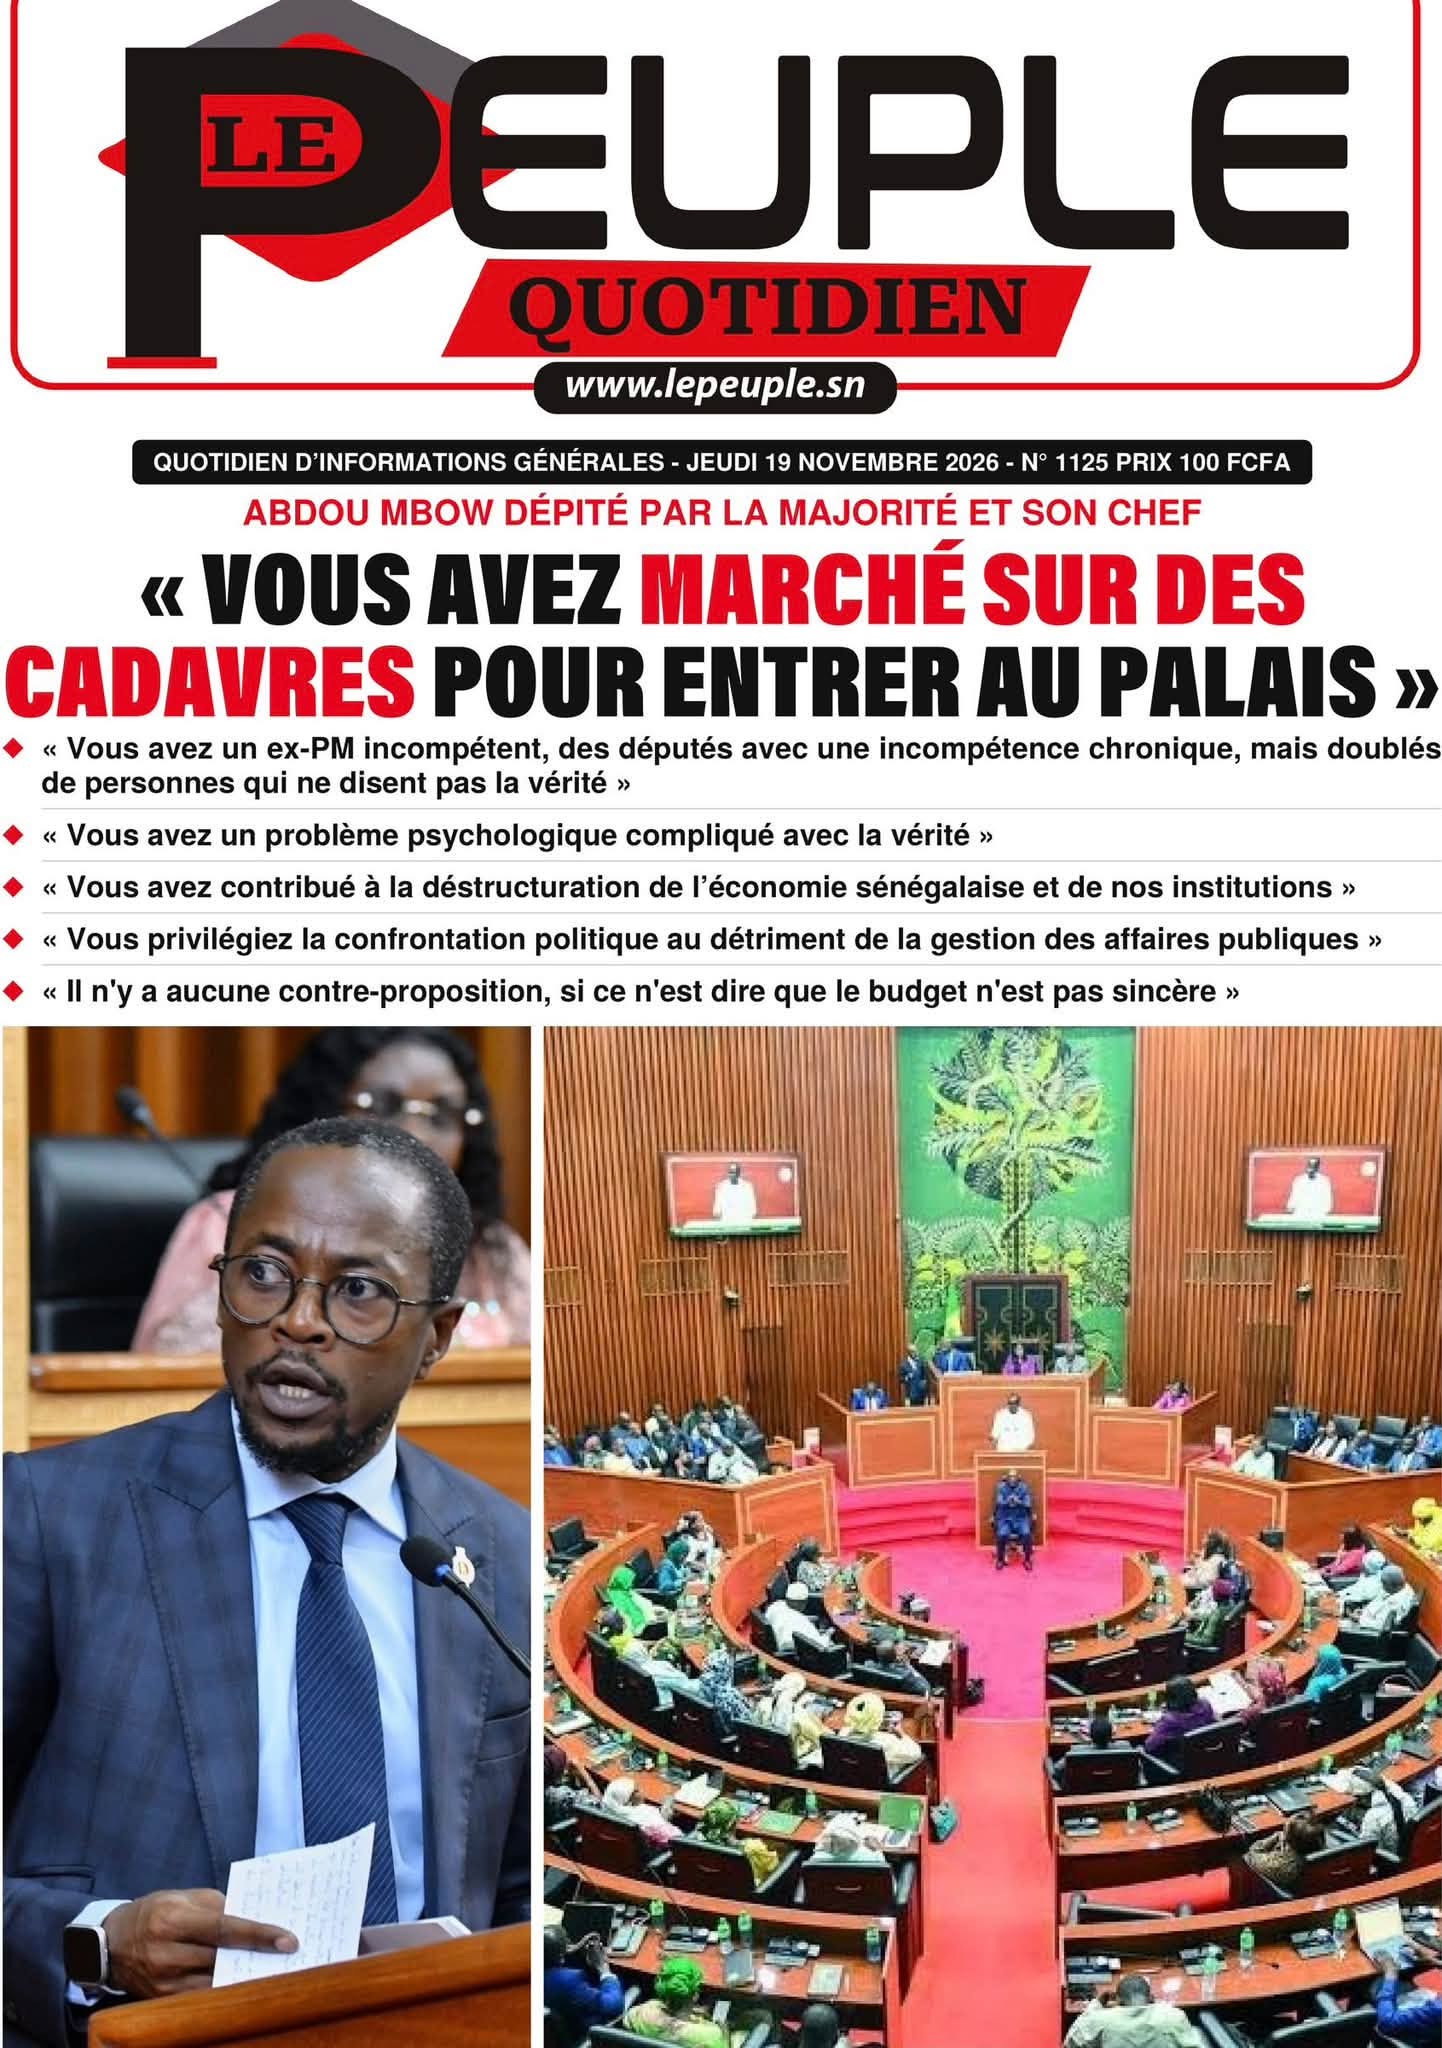 LE PEUPLE
QUOTIDIEN
www.lepeuple.sn
QUOTIDIEN D'INFORMATIONS GÉNÉRALES - JEUDI 19 NOVEMBRE 2026 - N° 1125 PRIX 100 FCFA
ABDOU MBOW DÉPITÉ PAR LA MAJORITÉ ET SON CHEF
« VOUS AVEZ MARCHÉ SUR DES
CADAVRES POUR ENTRER AU PALAIS »
« Vous avez un ex-PM incompétent, des députés avec une incompétence chronique, mais doublés
de personnes qui ne disent pas la vérité »
« Vous avez un problème psychologique compliqué avec la vérité »
« Vous avez contribué à la déstructuration de l’économie sénégalaise et de nos institutions »
« Vous privilégiez la confrontation politique au détriment de la gestion des affaires publiques »
« Il n'y a aucune contre-proposition, si ce n'est dire que le budget n'est pas sincère »